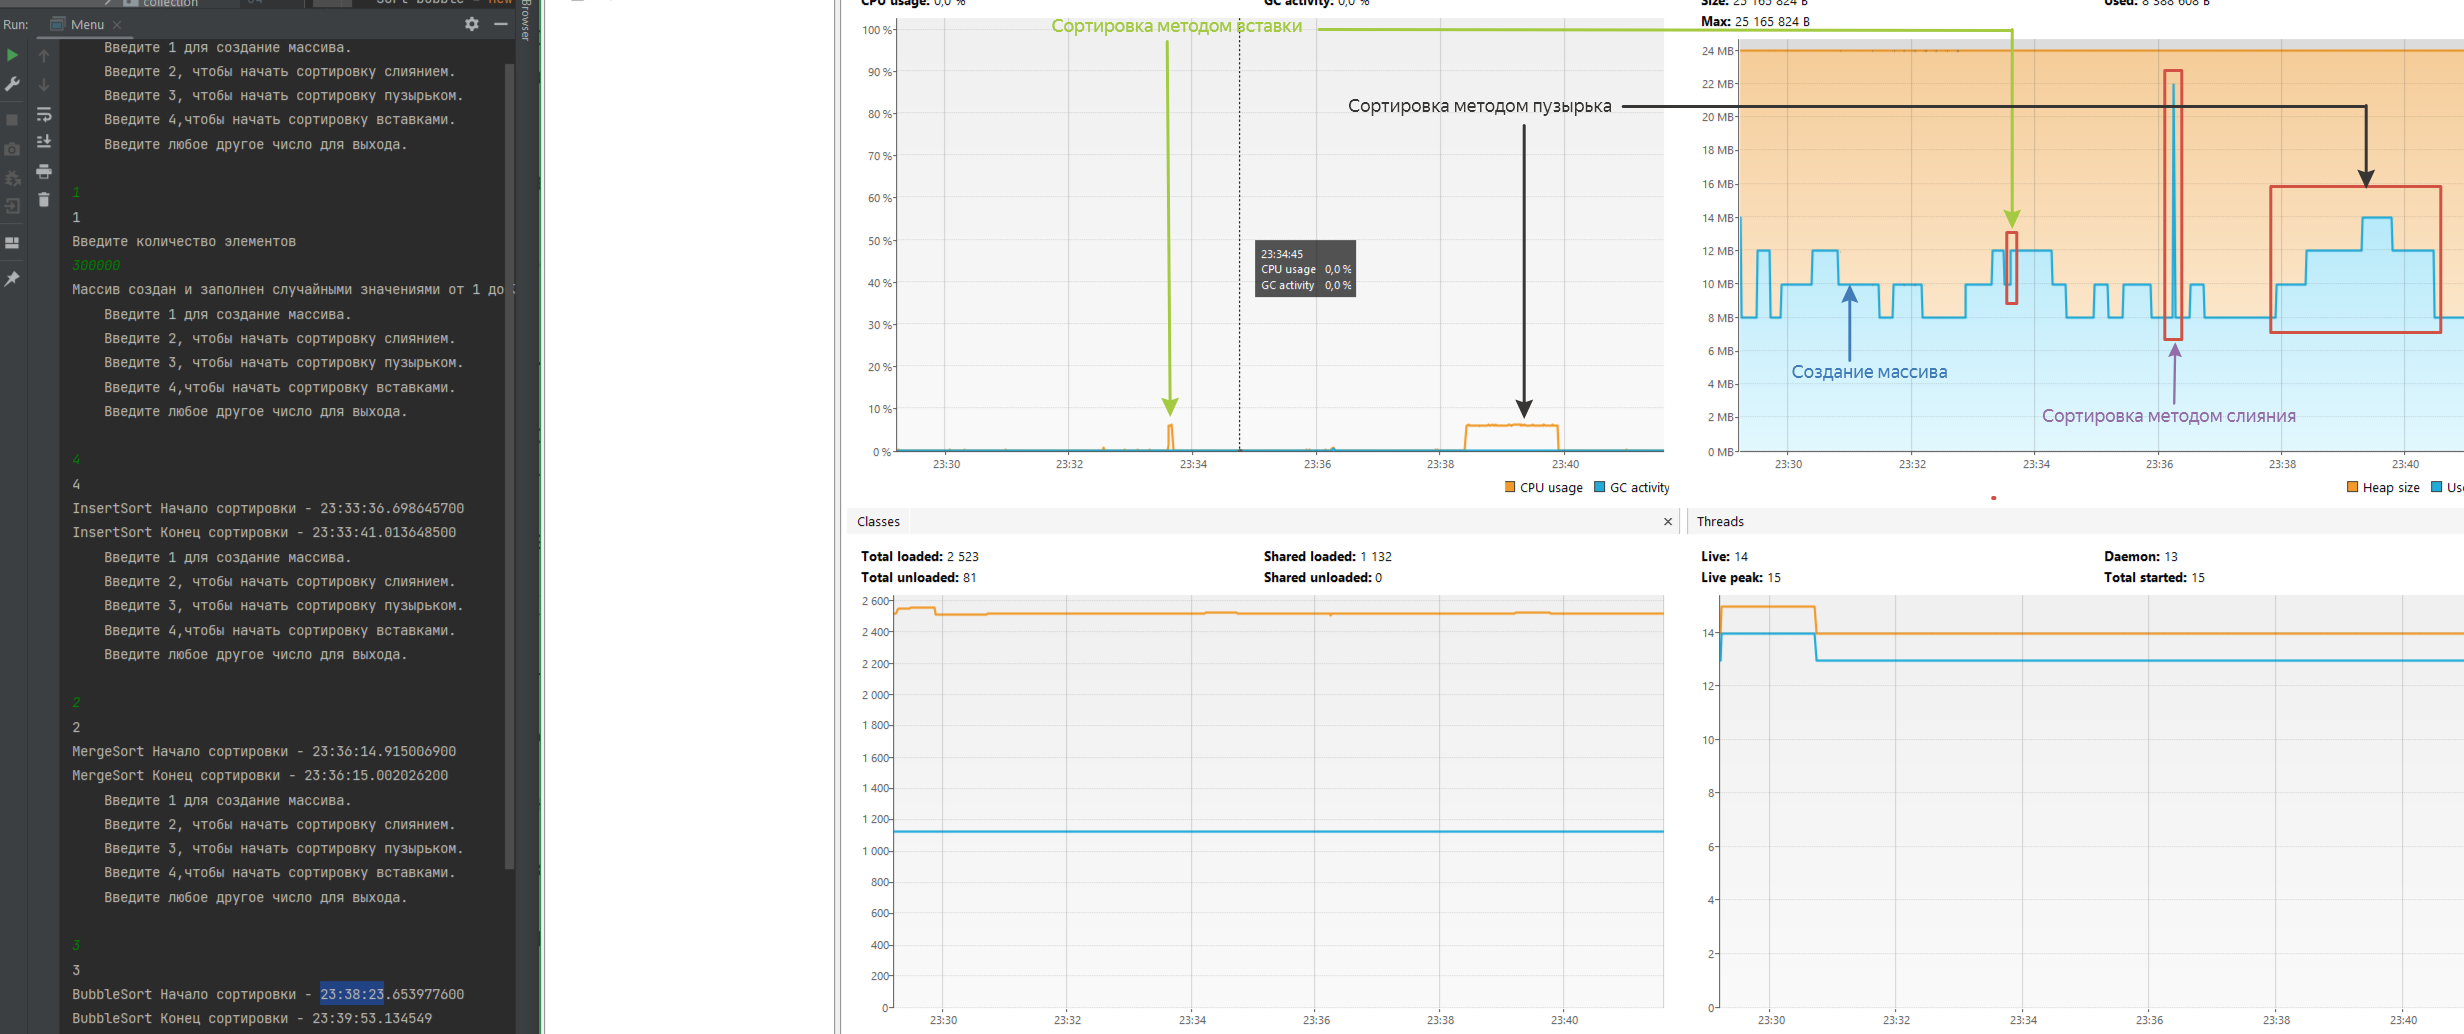 collection
Run: Menu
Browser
Введите 1 для создание массива.
Введите 2, чтобы начать сортировку слиянием.
Введите 3, чтобы начать сортировку пузырьком.
Введите 4,чтобы начать сортировку вставками.
Введите любое другое число для выхода.
1
1
Введите количество элементов
300000
Массив создан и заполнен случайными значениями от 1 до
Введите 1 для создание массива.
Введите 2, чтобы начать сортировку слиянием.
Введите 3, чтобы начать сортировку пузырьком.
Введите 4,чтобы начать сортировку вставками.
Введите любое другое число для выхода.
4
4
InsertSort Начало сортировки - 23:33:36.698645700
InsertSort Конец сортировки - 23:33:41.013648500
Введите 1 для создание массива.
Введите 2, чтобы начать сортировку слиянием.
Введите 3, чтобы начать сортировку пузырьком.
Введите 4,чтобы начать сортировку вставками.
Введите любое другое число для выхода.
2
2
MergeSort Начало сортировки - 23:36:14.915006900
MergeSort Конец сортировки - 23:36:15.002026200
Введите 1 для создание массива.
Введите 2, чтобы начать сортировку слиянием.
Введите 3, чтобы начать сортировку пузырьком.
Введите 4,чтобы начать сортировку вставками.
Введите любое другое число для выхода.
3
3
BubbleSort Начало сортировки - 23:38:23.653977600
BubbleSort Конец сортировки - 23:39:53.134549
CPU usage: 0,0 % GC activity: 0,0 %
Сортировка методом вставки
Сортировка методом пузырька
100 %
90 %
80 %
70 %
60 %
50 %
40 %
30 %
20 %
10 %
0 %
23:34:45
CPU usage 0,0 %
GC activity 0,0 %
23:30 23:32 23:34 23:36 23:38 23:40
CPU usage GC activity
Size: 25 165 824 B Used: 8 388 608 B
Max: 25 165 824 B
24 MB
22 MB
20 MB
18 MB
16 MB
14 MB
12 MB
10 MB
8 MB
6 MB
4 MB
2 MB
0 MB
Создание массива
Сортировка методом слияния
23:30 23:32 23:34 23:36 23:38 23:40
Heap size
Classes
Total loaded: 2 523 Shared loaded: 1 132
Total unloaded: 81 Shared unloaded: 0
2 600
2 400
2 200
2 000
1 800
1 600
1 400
1 200
1 000
800
600
400
200
0
23:30 23:32 23:34 23:36 23:38 23:40
Threads
Live: 14 Daemon: 13
Live peak: 15 Total started: 15
14
12
10
8
6
4
2
0
23:30 23:32 23:34 23:36 23:38 23:40